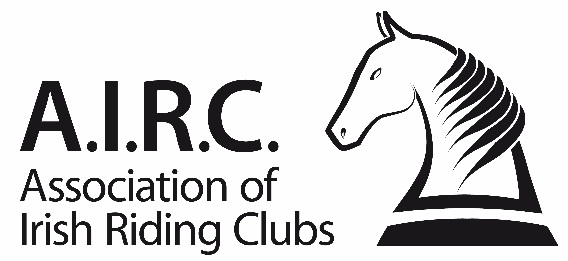 A.I.R.C.
Association of
Irish Riding Clubs